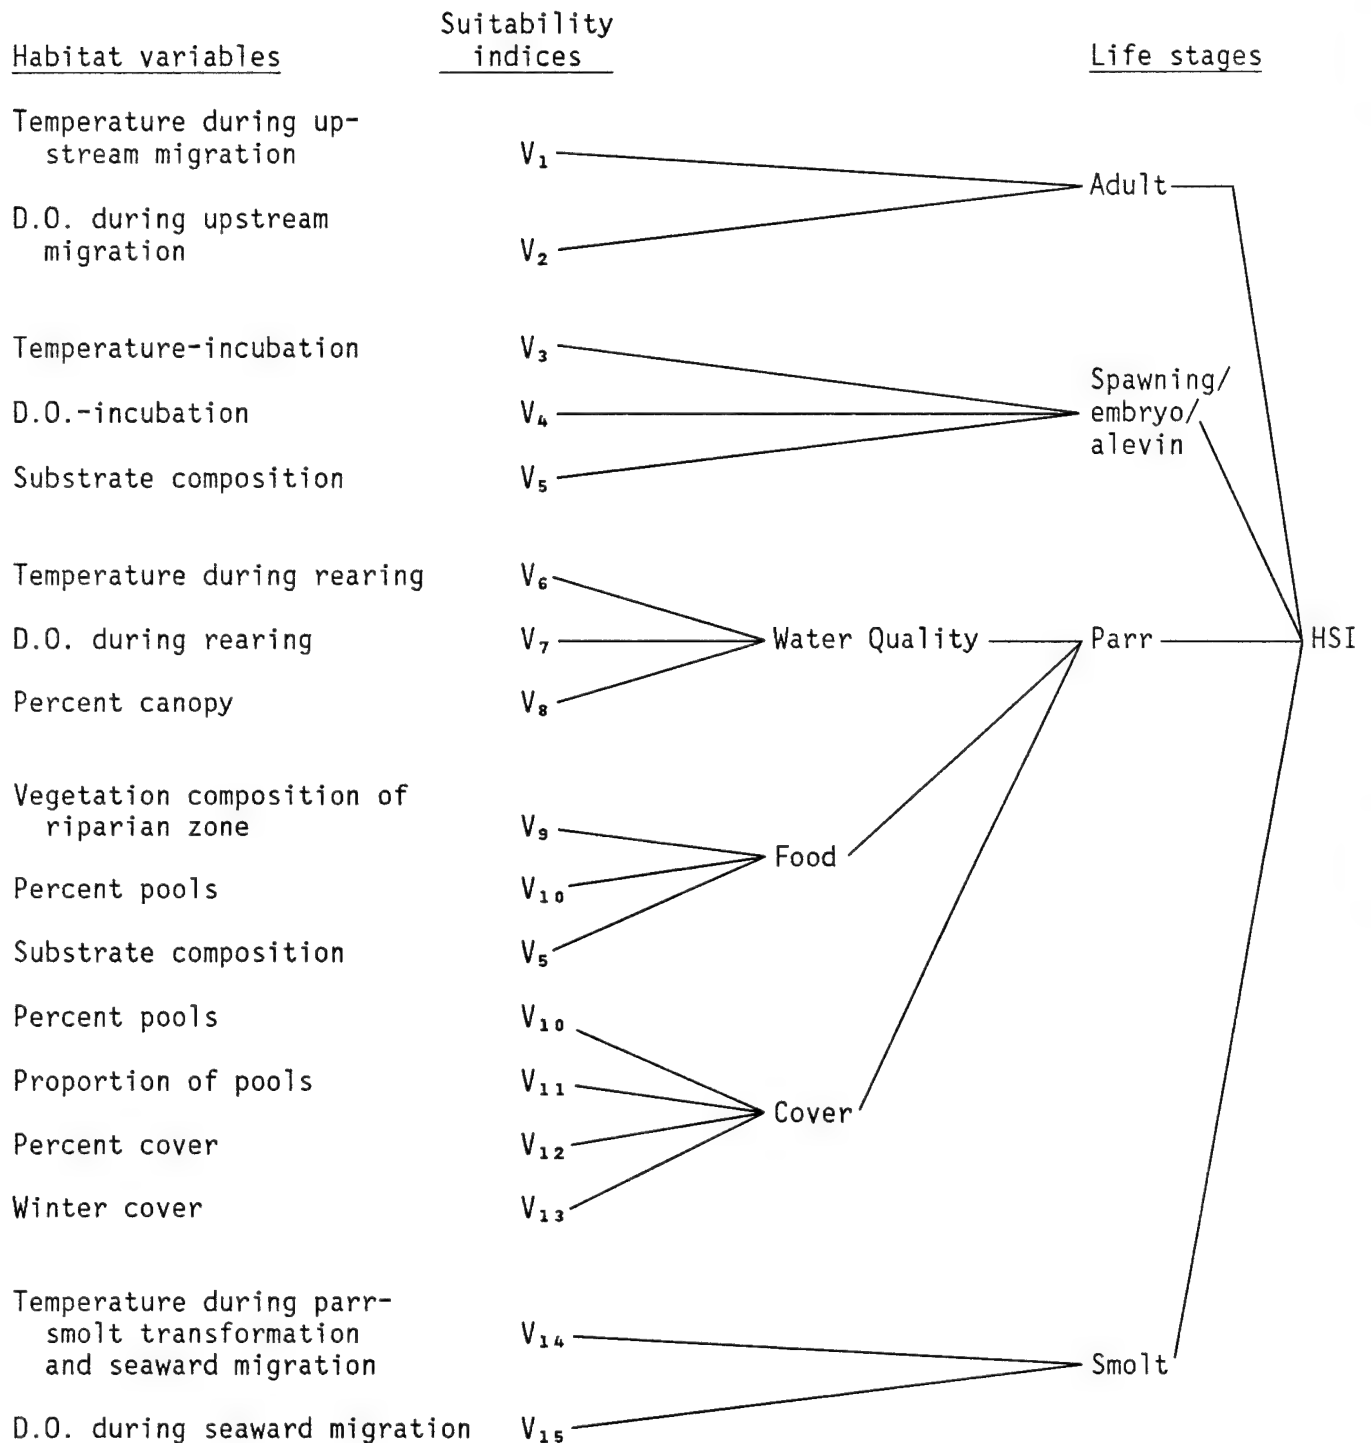 Suitability
Habitat variables indices Life stages
Temperature during up-
stream migration V₁
Adult
D.O. during upstream
migration V₂
Temperature-incubation V₃
Spawning/
D.O.-incubation V₄ embryo/
alevin
Substrate composition V₅
Temperature during rearing V₆
D.O. during rearing V₇ Water Quality Parr HSI
Percent canopy V₈
Vegetation composition of
riparian zone V₉
Food
Percent pools V₁₀
Substrate composition V₅
Percent pools V₁₀
Proportion of pools V₁₁
Cover
Percent cover V₁₂
Winter cover V₁₃
Temperature during parr-
smolt transformation V₁₄
and seaward migration Smolt
D.O. during seaward migration V₁₅